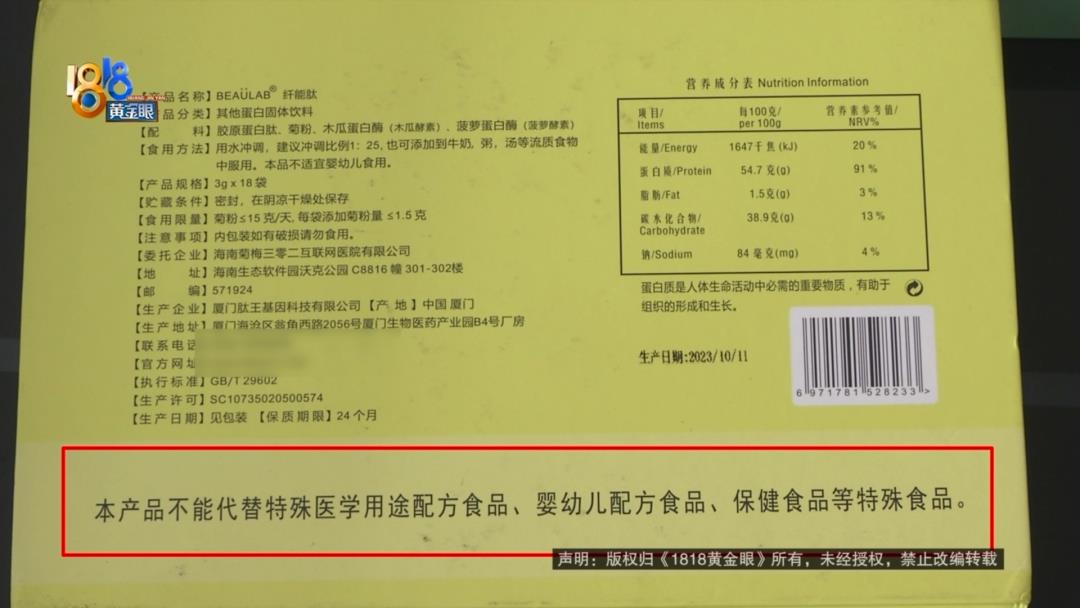 1818
黄金眼
产品名称】BEAÜLAB® 纤能肽
产品分类】其他蛋白固体饮料
【配 料】胶原蛋白肽、菊粉、木瓜蛋白酶（木瓜酵素）、菠萝蛋白酶（菠萝酵素）
【食用方法】用水冲调，建议冲调比例1：25,也可添加到牛奶，粥，汤等流质食物
中服用。本品不适宜婴幼儿食用。
【产品规格】3g x 18袋
【贮藏条件】密封，在阴凉干燥处保存
【食用限量】菊粉≤15克/天,每袋添加菊粉量 ≤1.5克
【注意事项】内包装如有破损请勿食用。
【委托企业】海南菊梅三零二互联网医院有限公司
【地 址】海南生态软件园沃克公园 C8816 幢 301-302楼
【邮 编】571924
【生产企业】厦门肽王基因科技有限公司【产 地】中国 厦门
【生产地址】厦门海沧区翁角西路2056号厦门生物医药产业园B4号厂房
【联系电话
【官方网址
【执行标准】GB/T 29602
【生产许可】SC10735020500574
【生产日期】见包装 【保质期限】24个月
营养成分表 Nutrition Information
项目/ 每100克/ 营养素参考值/
Items per 100g NRV%
能量/Energy 1647千焦(kJ) 20%
蛋白质/Protein 54.7克(g) 91%
脂肪/Fat 1.5克(g) 3%
碳水化合物/ 38.9克(g) 13%
Carbohydrate
钠/Sodium 84毫克(mg) 4%
蛋白质是人体生命活动中必需的重要物质，有助于
组织的形成和生长。
生产日期:2023/10/11
6 971781 528233 >
本产品不能代替特殊医学用途配方食品、婴幼儿配方食品、保健食品等特殊食品。
声明：版权归《1818黄金眼》所有，未经授权，禁止改编转载